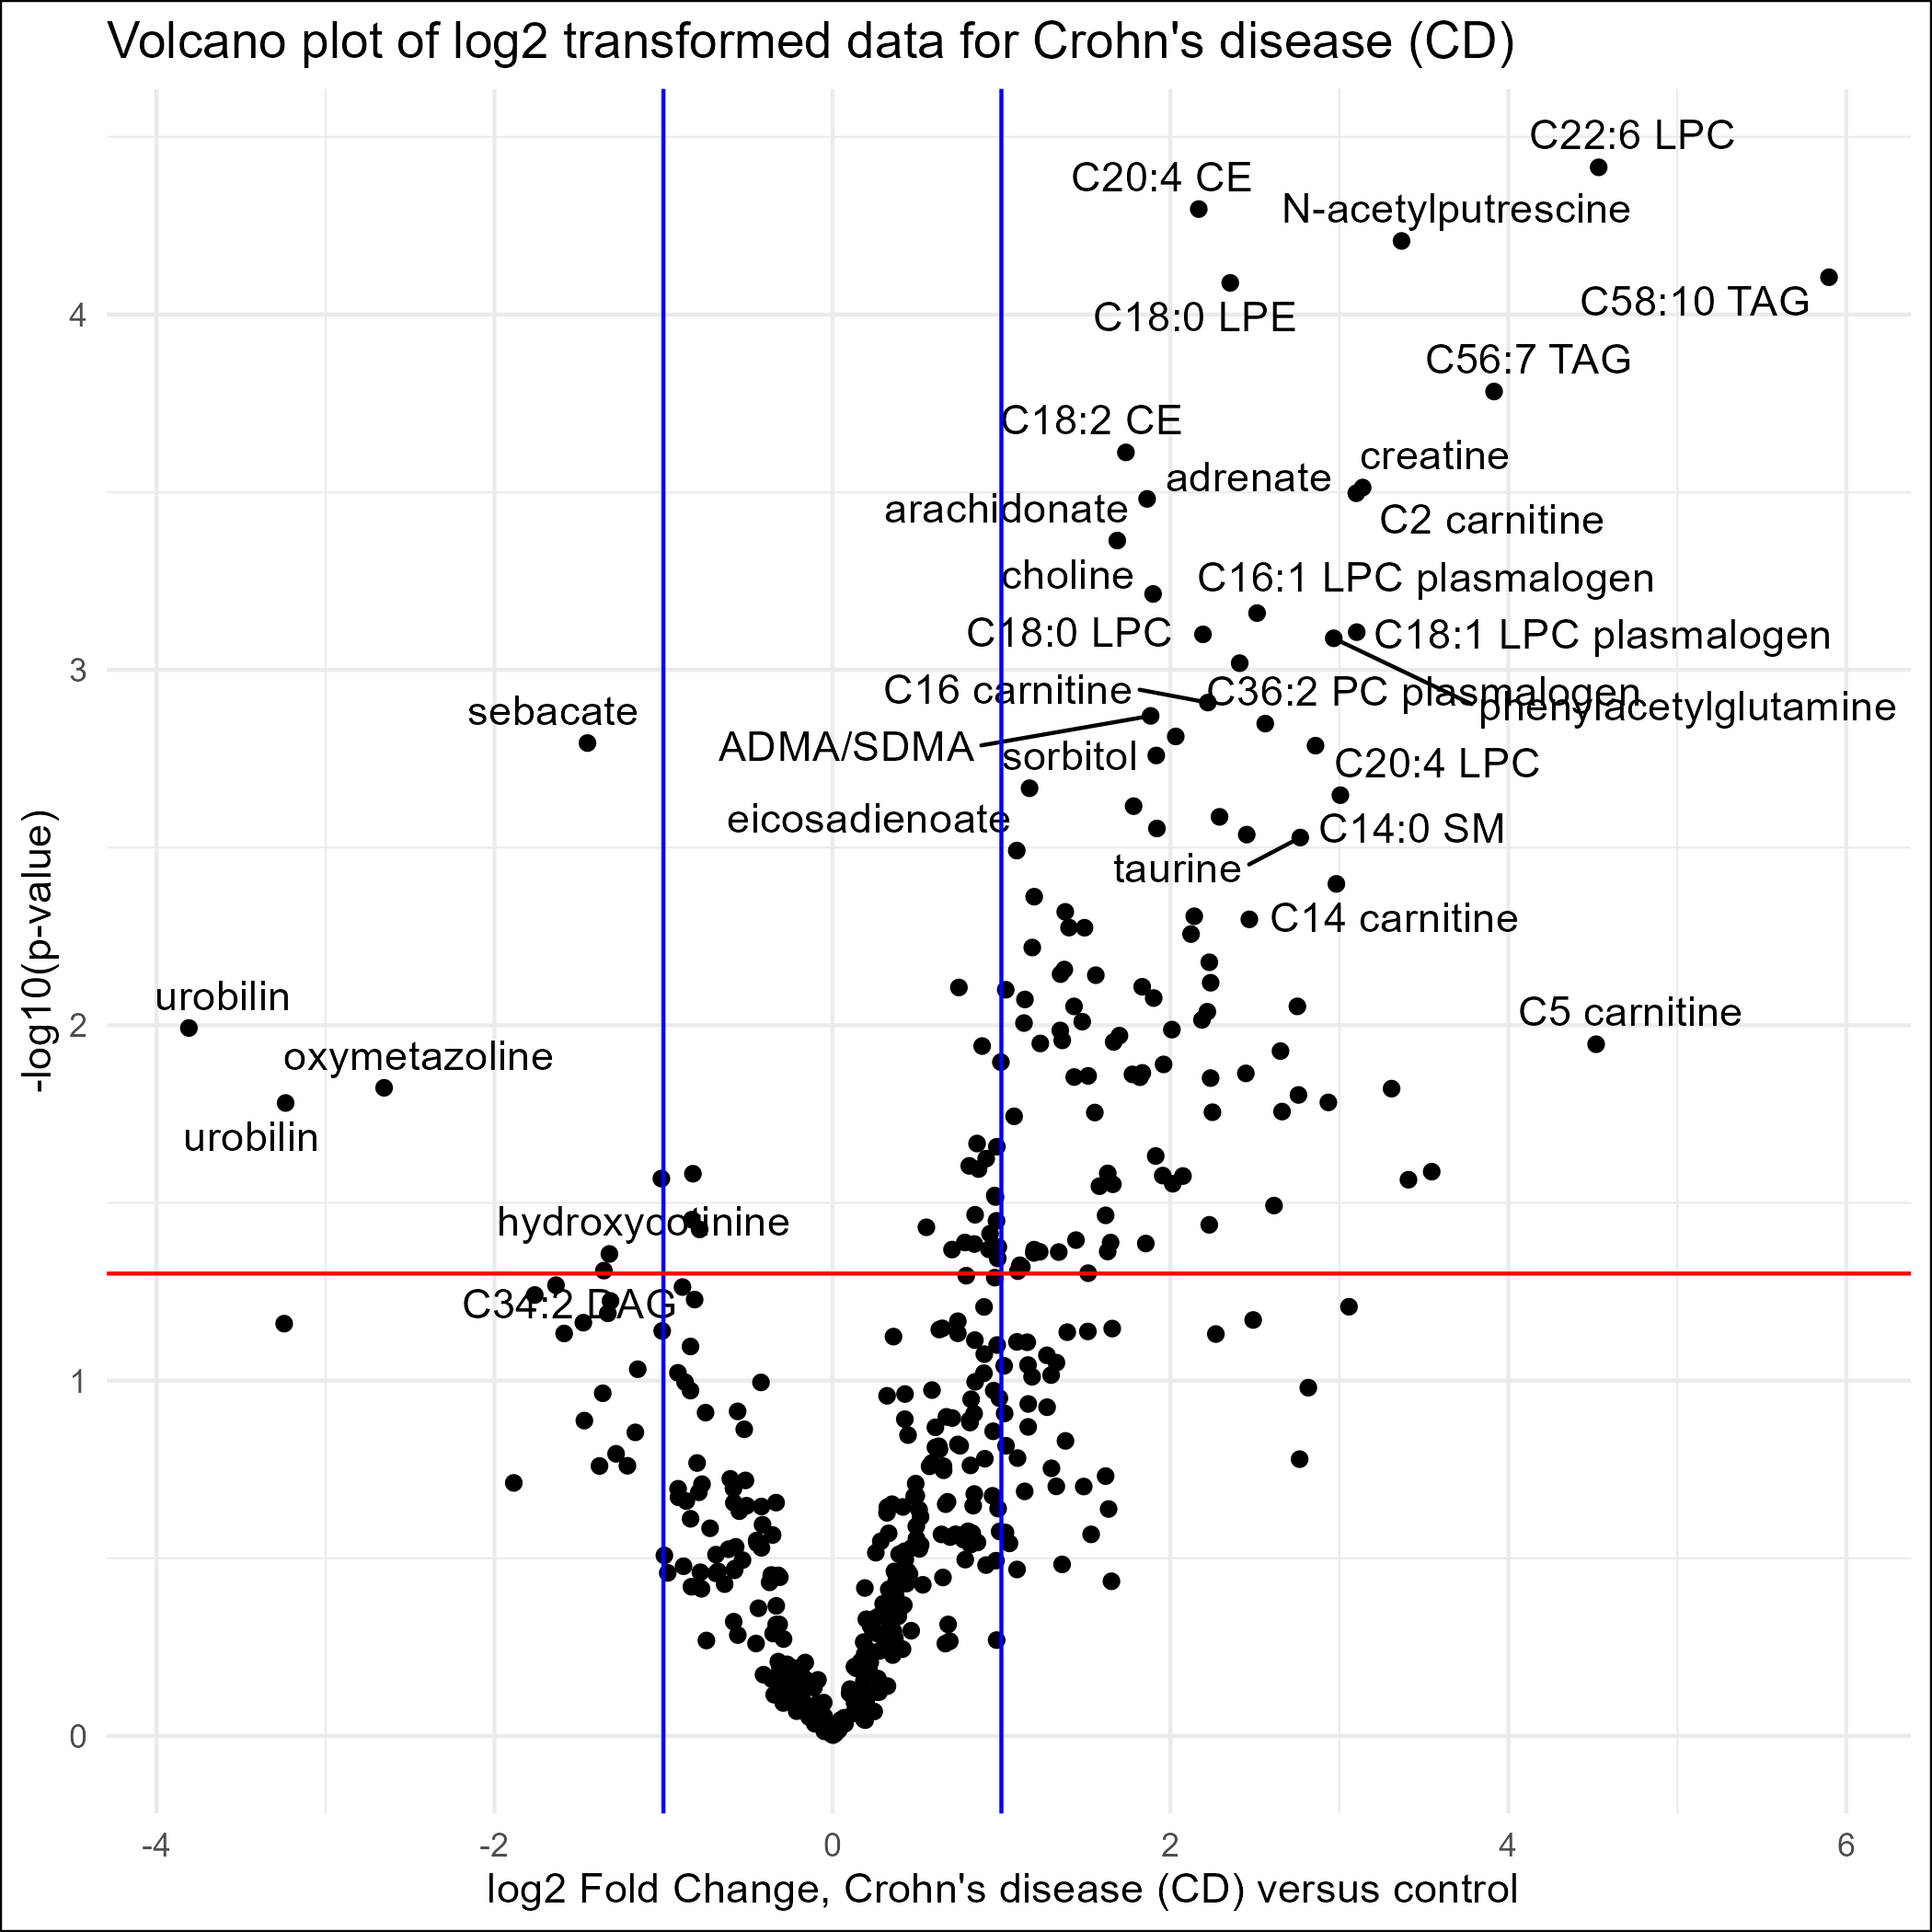 Volcano plot of log2 transformed data for Crohn's disease (CD)
C22:6 LPC
C20:4 CE
N-acetylputrescine
C58:10 TAG
C18:0 LPE
C56:7 TAG
C18:2 CE
creatine
adrenate
arachidonate
C2 carnitine
choline
C16:1 LPC plasmalogen
C18:0 LPC
C18:1 LPC plasmalogen
C16 carnitine
C36:2 PC plasmalogen
phenylacetylglutamine
sebacate
ADMA/SDMA
sorbitol
C20:4 LPC
eicosadienoate
C14:0 SM
taurine
C14 carnitine
urobilin
C5 carnitine
oxymetazoline
urobilin
hydroxycotinine
C34:2 DAG
4
3
2
1
0
-log10(p-value)
-4 -2 0 2 4 6
log2 Fold Change, Crohn's disease (CD) versus control